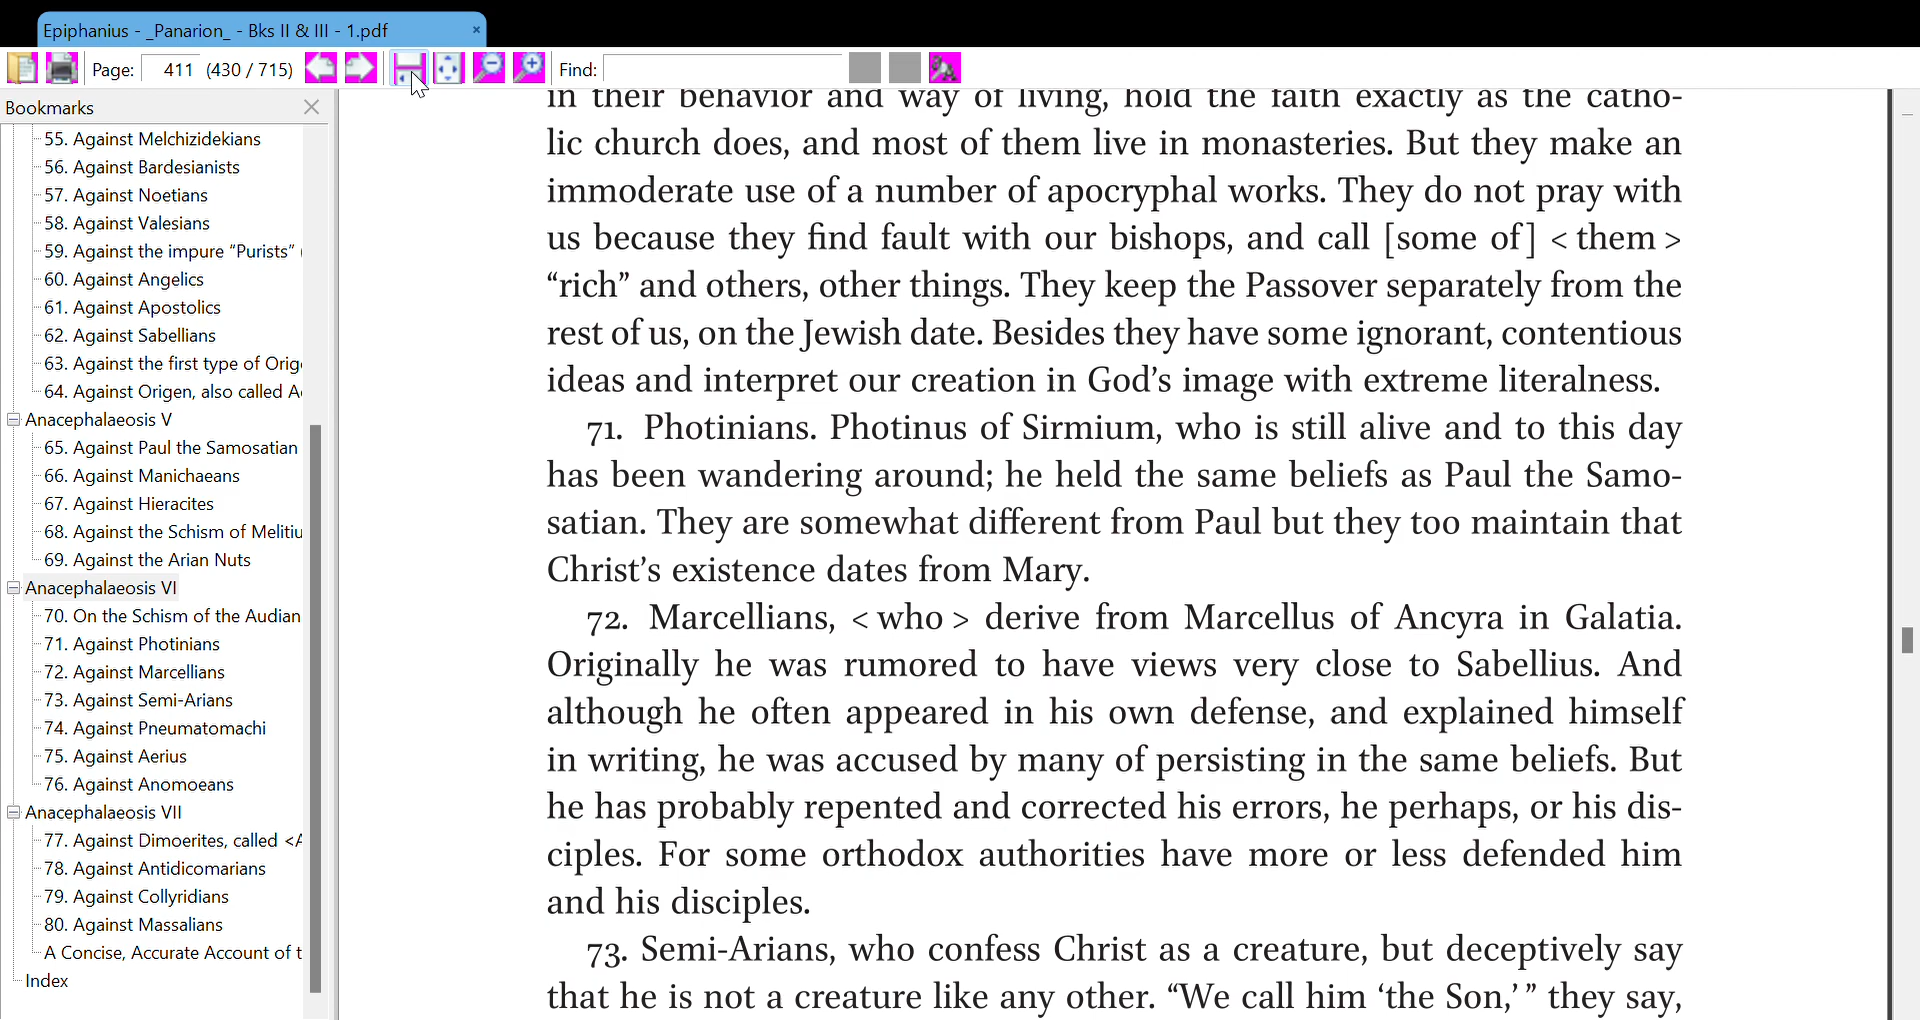 Epiphanius - _Panarion_ - Bks II & III - 1.pdf
Page: 411 (430 / 715) Find:
Bookmarks
55. Against Melchizidekians
56. Against Bardesianists
57. Against Noetians
58. Against Valesians
59. Against the impure “Purists” (
60. Against Angelics
61. Against Apostolics
62. Against Sabellians
63. Against the first type of Orig
64. Against Origen, also called A
Anacephalaeosis V
65. Against Paul the Samosatian
66. Against Manichaeans
67. Against Hieracites
68. Against the Schism of Melitiu
69. Against the Arian Nuts
Anacephalaeosis VI
70. On the Schism of the Audian
71. Against Photinians
72. Against Marcellians
73. Against Semi-Arians
74. Against Pneumatomachi
75. Against Aerius
76. Against Anomoeans
Anacephalaeosis VII
77. Against Dimoerites, called <A
78. Against Antidicomarians
79. Against Collyridians
80. Against Massalians
A Concise, Accurate Account of t
Index
in their behavior and way of living, hold the faith exactly as the catho-
lic church does, and most of them live in monasteries. But they make an
immoderate use of a number of apocryphal works. They do not pray with
us because they find fault with our bishops, and call [some of] < them >
“rich” and others, other things. They keep the Passover separately from the
rest of us, on the Jewish date. Besides they have some ignorant, contentious
ideas and interpret our creation in God’s image with extreme literalness.
71. Photinians. Photinus of Sirmium, who is still alive and to this day
has been wandering around; he held the same beliefs as Paul the Samo-
satian. They are somewhat different from Paul but they too maintain that
Christ’s existence dates from Mary.
72. Marcellians, < who > derive from Marcellus of Ancyra in Galatia.
Originally he was rumored to have views very close to Sabellius. And
although he often appeared in his own defense, and explained himself
in writing, he was accused by many of persisting in the same beliefs. But
he has probably repented and corrected his errors, he perhaps, or his dis-
ciples. For some orthodox authorities have more or less defended him
and his disciples.
73. Semi-Arians, who confess Christ as a creature, but deceptively say
that he is not a creature like any other. “We call him ‘the Son,’ ” they say,